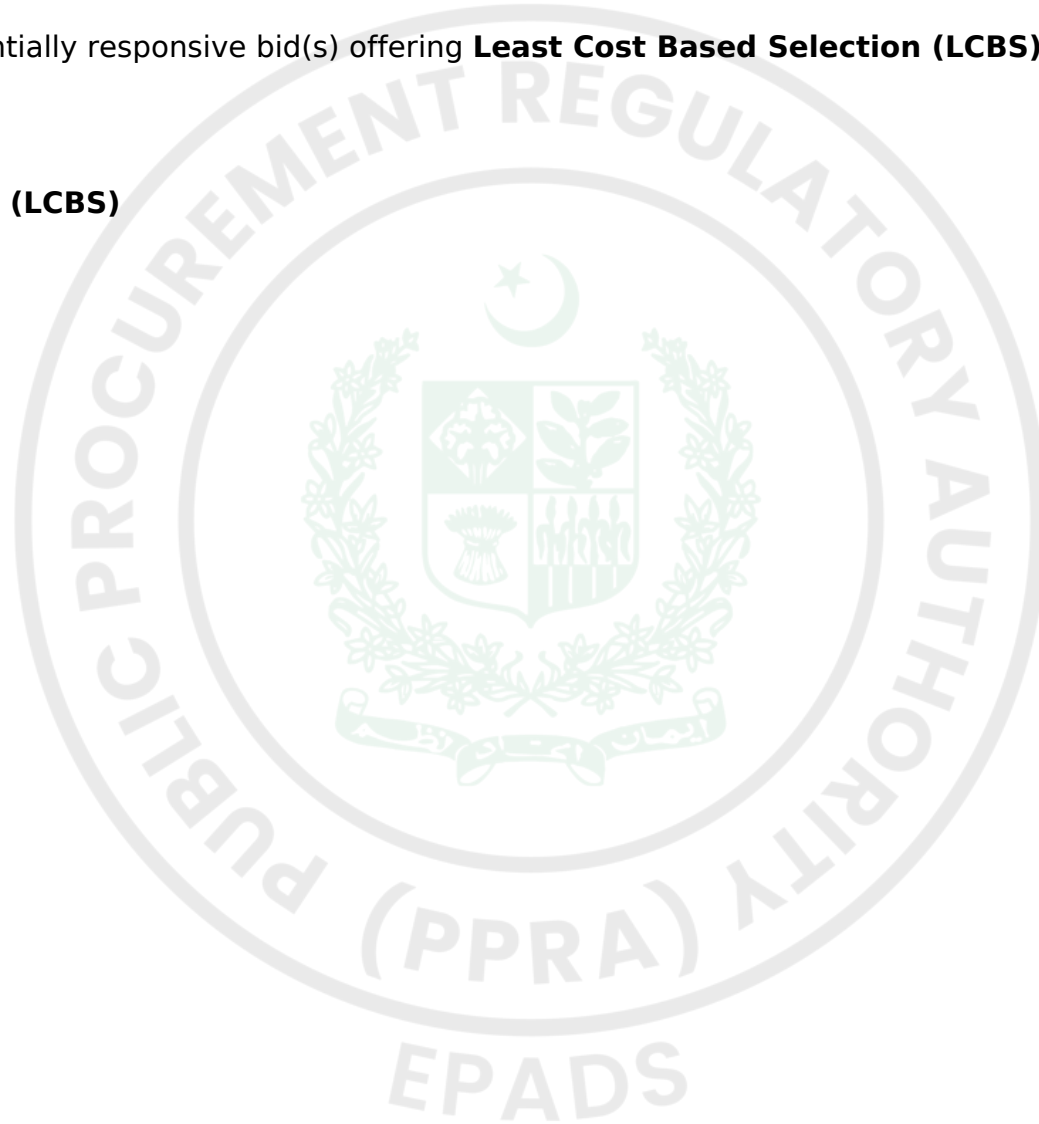 ntially responsive bid(s) offering Least Cost Based Selection (LCBS)
(LCBS)
PUBLIC PROCUREMENT REGULATORY AUTHORITY
(PPRA)
EPADS